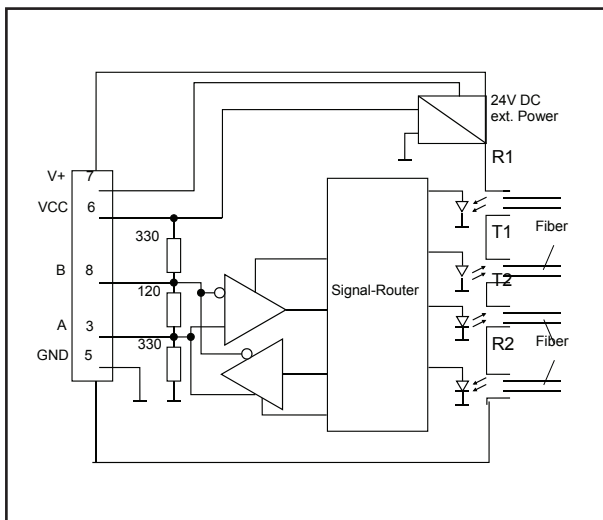 24V DC
ext. Power
R1
V+
7
VCC
6
330
T1
Fiber
B
8
T2
120
Signal-Router
A
3
330
R2
Fiber
GND
5